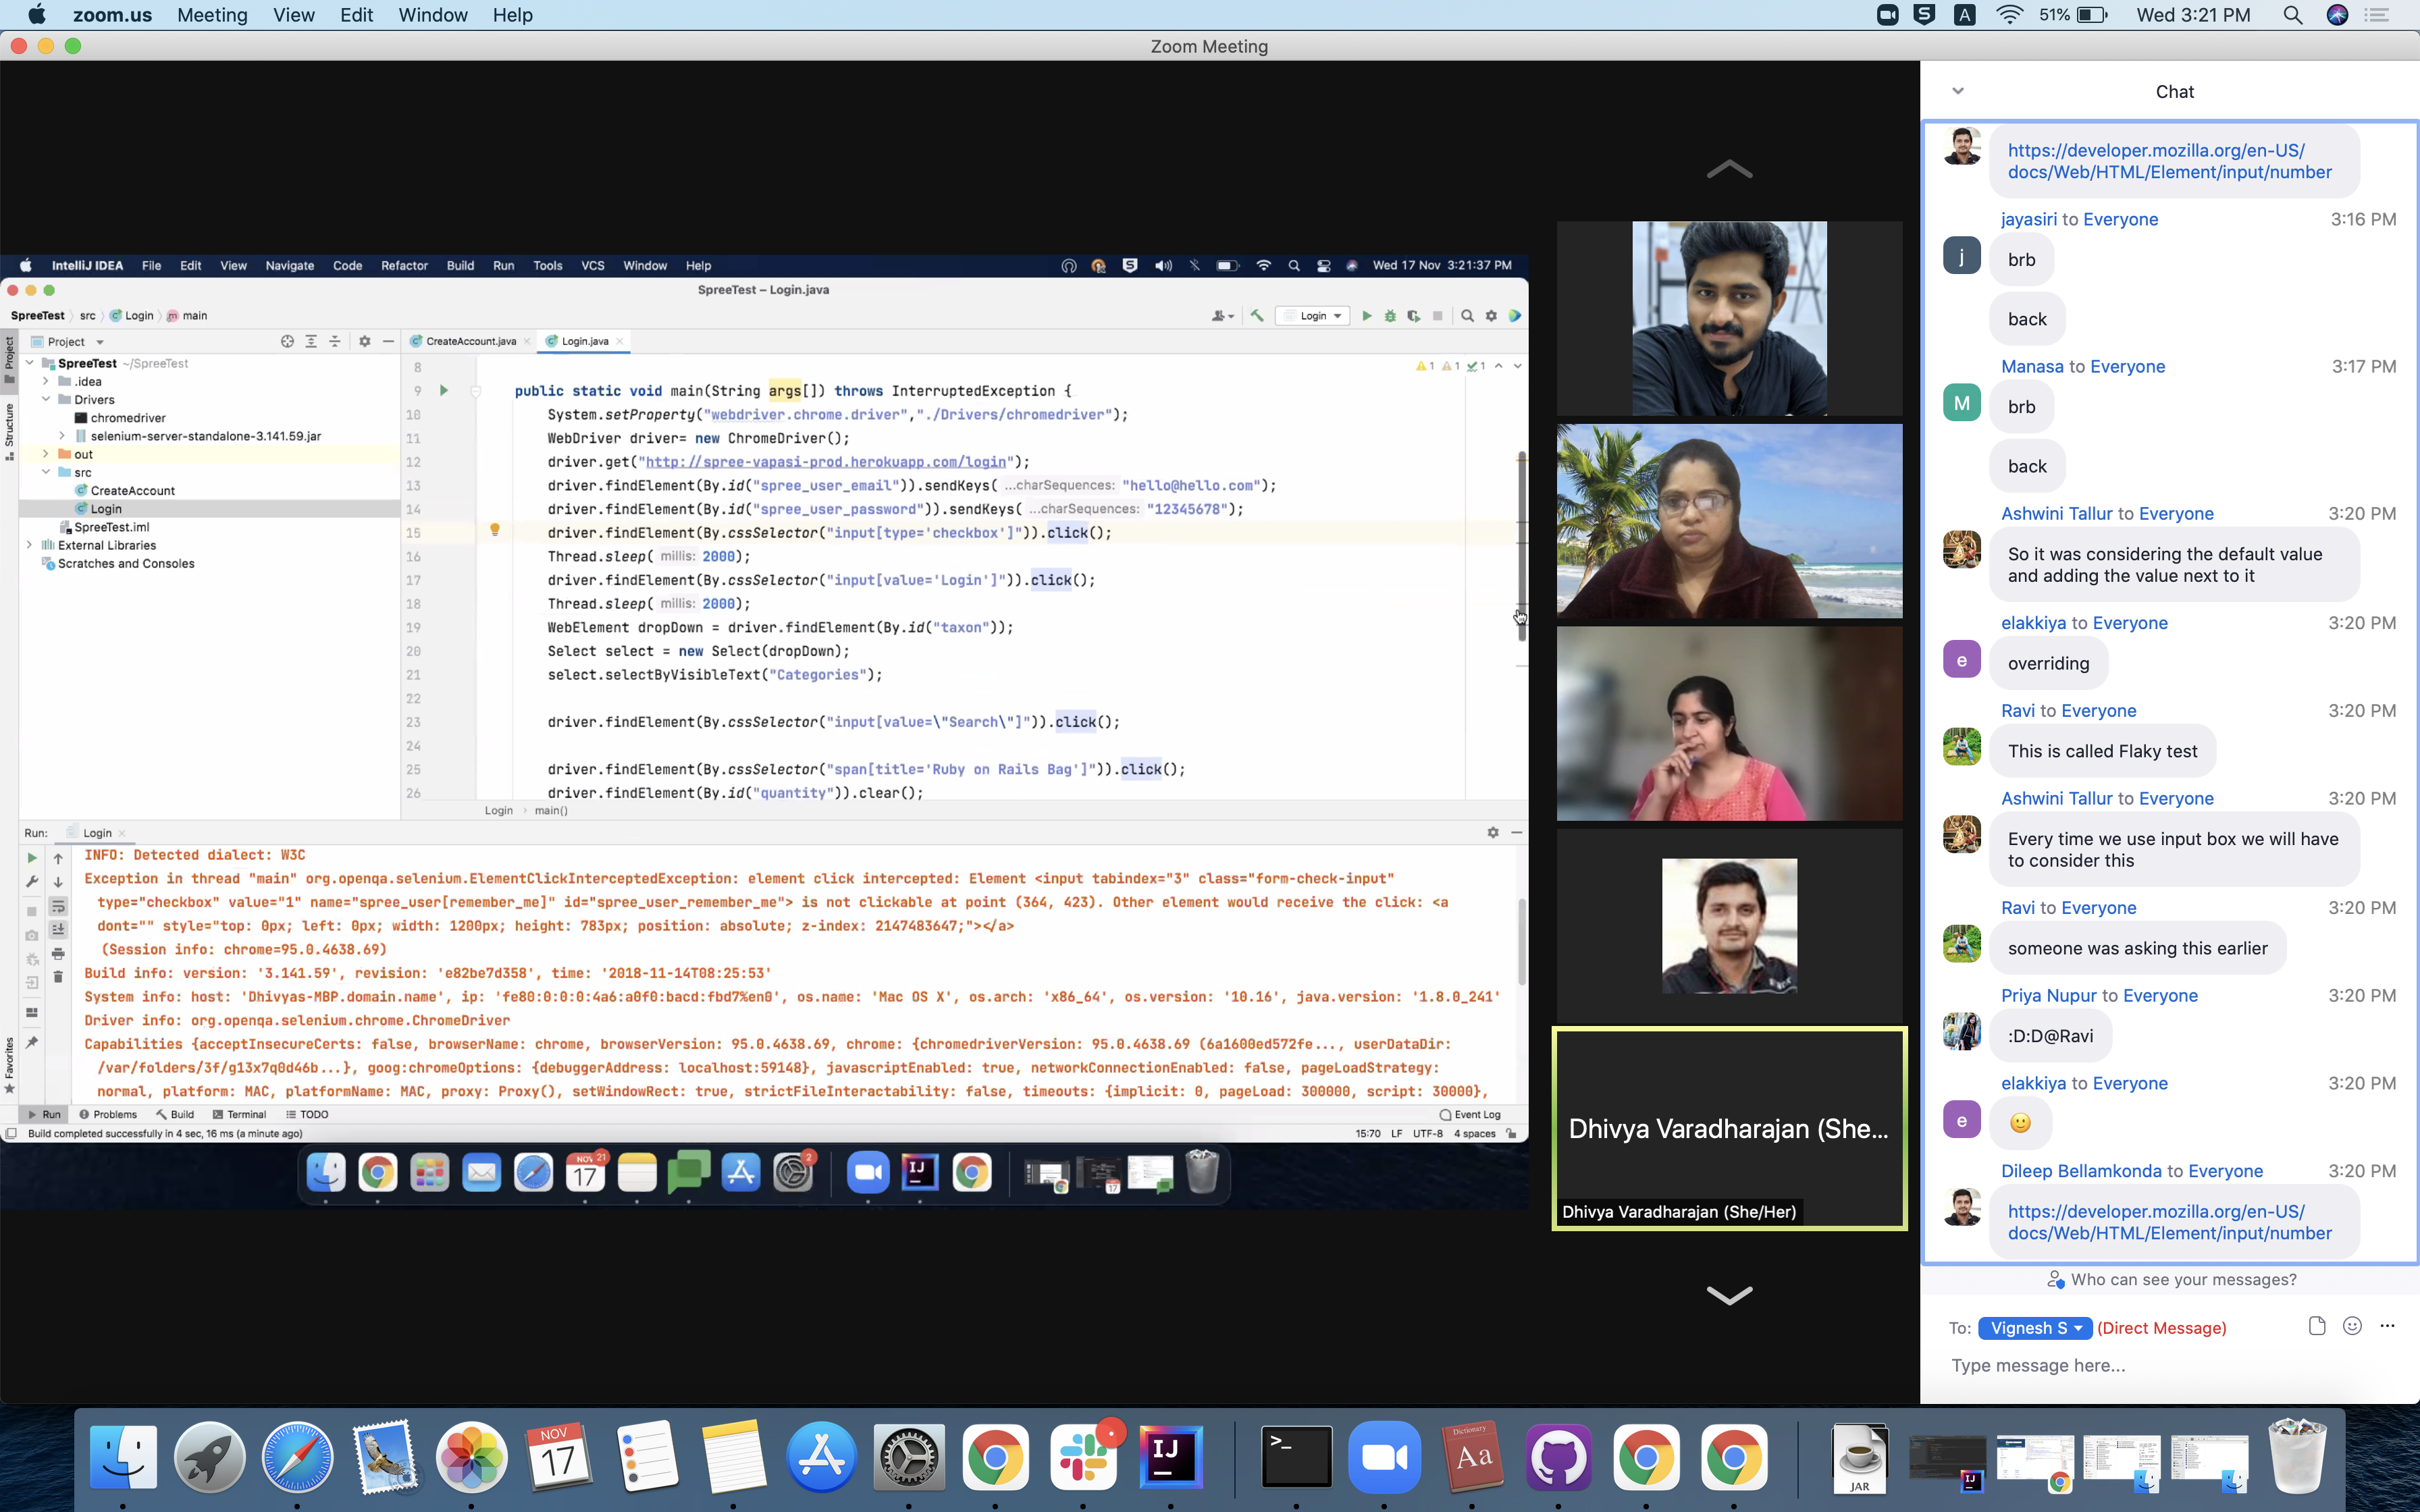 zoom.us Meeting View Edit Window Help
51% Wed 3:21 PM
Zoom Meeting
IntelliJ IDEA File Edit View Navigate Code Refactor Build Run Tools VCS Window Help
Wed 17 Nov 3:21:37 PM
SpreeTest – Login.java
SpreeTest src Login main
Login
Project
CreateAccount.java Login.java
Project
Structure
Favorites
SpreeTest ~/SpreeTest
.idea
Drivers
chromedriver
selenium-server-standalone-3.141.59.jar
out
src
CreateAccount
Login
SpreeTest.iml
External Libraries
Scratches and Consoles
1 1 1
8
9 public static void main(String args[]) throws InterruptedException {
10 System.setProperty("webdriver.chrome.driver","./Drivers/chromedriver");
11 WebDriver driver= new ChromeDriver();
12 driver.get("http://spree-vapasi-prod.herokuapp.com/login");
13 driver.findElement(By.id("spree_user_email")).sendKeys( ...charSequences: "hello@hello.com");
14 driver.findElement(By.id("spree_user_password")).sendKeys( ...charSequences: "12345678");
15 driver.findElement(By.cssSelector("input[type='checkbox']")).click();
16 Thread.sleep( millis: 2000);
17 driver.findElement(By.cssSelector("input[value='Login']")).click();
18 Thread.sleep( millis: 2000);
19 WebElement dropDown = driver.findElement(By.id("taxon"));
20 Select select = new Select(dropDown);
21 select.selectByVisibleText("Categories");
22
23 driver.findElement(By.cssSelector("input[value=\"Search\"]")).click();
24
25 driver.findElement(By.cssSelector("span[title='Ruby on Rails Bag']")).click();
26 driver.findElement(By.id("quantity")).clear();
Login main()
Run: Login
INFO: Detected dialect: W3C
Exception in thread "main" org.openqa.selenium.ElementClickInterceptedException: element click intercepted: Element <input tabindex="3" class="form-check-input"
type="checkbox" value="1" name="spree_user[remember_me]" id="spree_user_remember_me"> is not clickable at point (364, 423). Other element would receive the click: <a
dont="" style="top: 0px; left: 0px; width: 1200px; height: 783px; position: absolute; z-index: 2147483647;"></a>
(Session info: chrome=95.0.4638.69)
Build info: version: '3.141.59', revision: 'e82be7d358', time: '2018-11-14T08:25:53'
System info: host: 'Dhivyas-MBP.domain.name', ip: 'fe80:0:0:0:4a6:a0f0:bacd:fbd7%en0', os.name: 'Mac OS X', os.arch: 'x86_64', os.version: '10.16', java.version: '1.8.0_241'
Driver info: org.openqa.selenium.chrome.ChromeDriver
Capabilities {acceptInsecureCerts: false, browserName: chrome, browserVersion: 95.0.4638.69, chrome: {chromedriverVersion: 95.0.4638.69 (6a1600ed572fe..., userDataDir:
/var/folders/3f/g13x7q0d46b...}, goog:chromeOptions: {debuggerAddress: localhost:59148}, javascriptEnabled: true, networkConnectionEnabled: false, pageLoadStrategy:
normal, platform: MAC, platformName: MAC, proxy: Proxy(), setWindowRect: true, strictFileInteractability: false, timeouts: {implicit: 0, pageLoad: 300000, script: 30000},
Run Problems Build Terminal TODO
Event Log
Build completed successfully in 4 sec, 16 ms (a minute ago)
15:70 LF UTF-8 4 spaces
NOV 21
17
2
IJ
17
Dhivya Varadharajan (She...
Dhivya Varadharajan (She/Her)
Chat
https://developer.mozilla.org/en-US/
docs/Web/HTML/Element/input/number
jayasiri to Everyone 3:16 PM
j
brb
back
Manasa to Everyone 3:17 PM
M
brb
back
Ashwini Tallur to Everyone 3:20 PM
So it was considering the default value
and adding the value next to it
elakkiya to Everyone 3:20 PM
e
overriding
Ravi to Everyone 3:20 PM
This is called Flaky test
Ashwini Tallur to Everyone 3:20 PM
Every time we use input box we will have
to consider this
Ravi to Everyone 3:20 PM
someone was asking this earlier
Priya Nupur to Everyone 3:20 PM
:D:D@Ravi
elakkiya to Everyone 3:20 PM
e
Dileep Bellamkonda to Everyone 3:20 PM
https://developer.mozilla.org/en-US/
docs/Web/HTML/Element/input/number
Who can see your messages?
To: Vignesh S (Direct Message)
Type message here...
NOV
17
IJ
>_
Dictionary
Aa
JAR
IJ